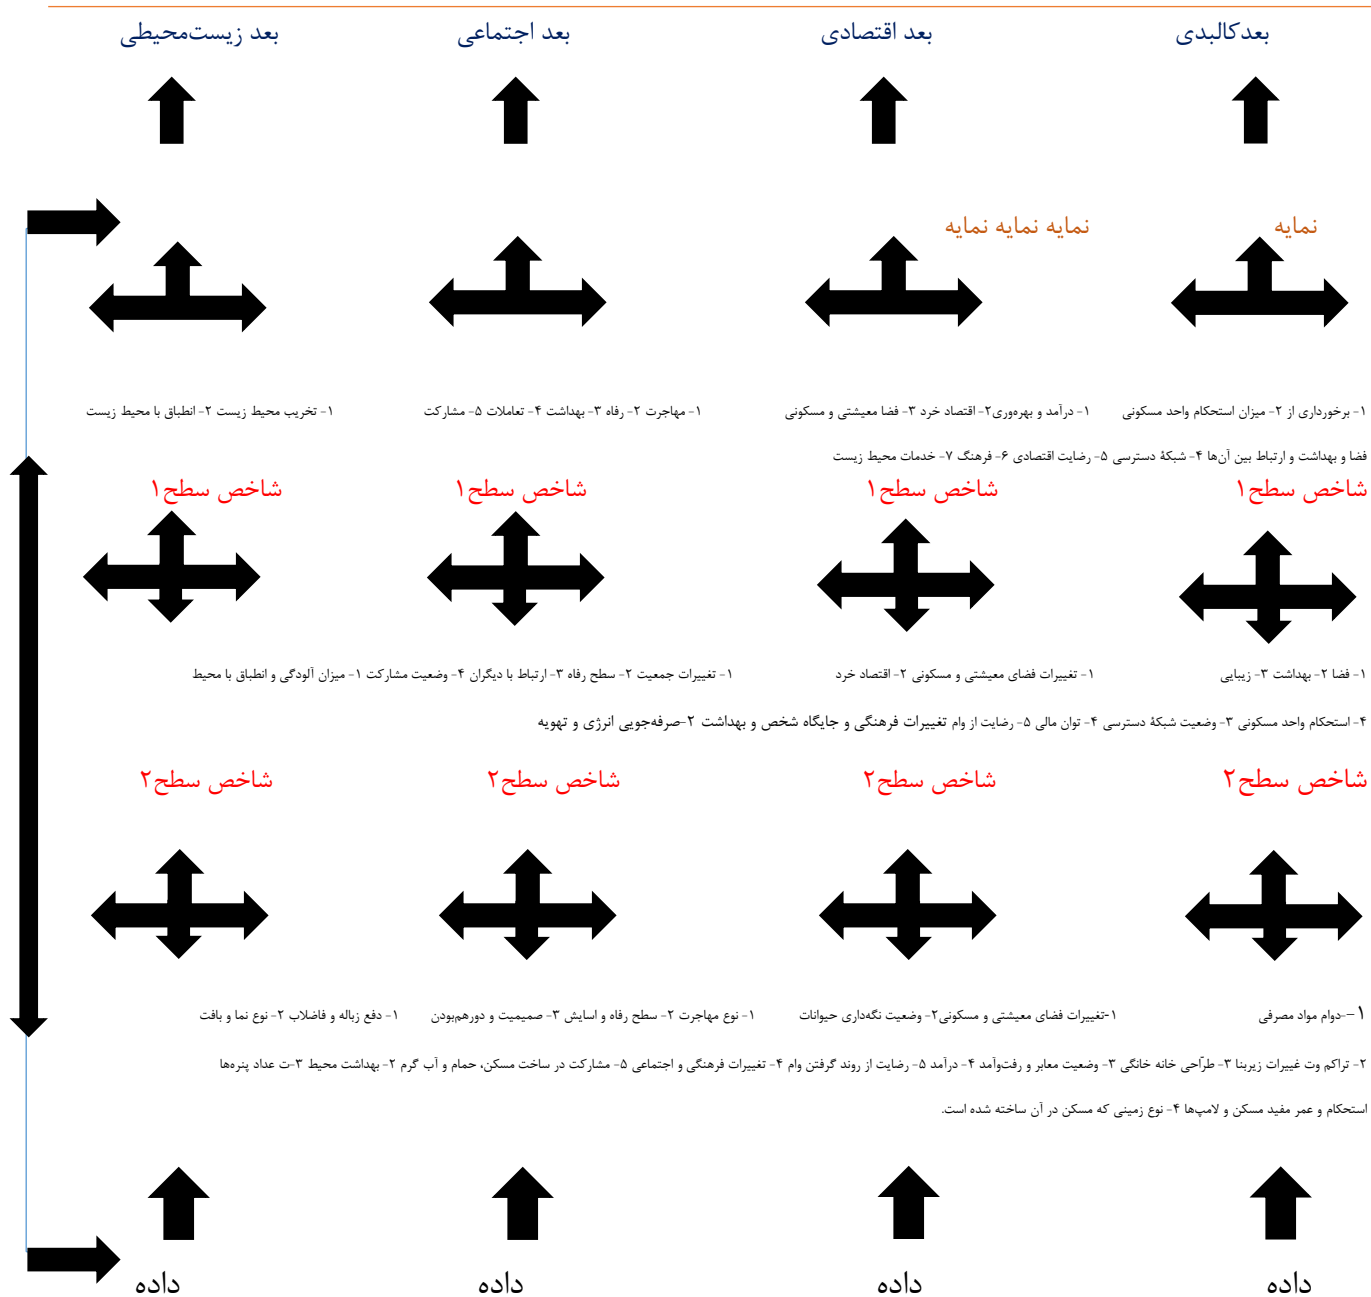 بعدکالبدی بعد اقتصادی بعد اجتماعی بعد زیست‌محیطی
نمایه نمایه نمایه نمایه
۱- برخورداری از ۲- میزان استحکام واحد مسکونی ۱- درآمد و بهره‌وری۲- اقتصاد خرد ۳- فضا معیشتی و مسکونی ۱- مهاجرت ۲- رفاه ۳- بهداشت ۴- تعاملات ۵- مشارکت ۱- تخریب محیط زیست ۲- انطباق با محیط زیست
فضا و بهداشت و ارتباط بین آن‌ها ۴- شبکۀ دسترسی ۵- رضایت اقتصادی ۶- فرهنگ ۷- خدمات محیط زیست
شاخص سطح۱ شاخص سطح۱ شاخص سطح۱ شاخص سطح۱
۱- فضا ۲- بهداشت ۳- زیبایی ۱- تغییرات فضای معیشتی و مسکونی ۲- اقتصاد خرد ۱- تغییرات جمعیت ۲- سطح رفاه ۳- ارتباط با دیگران ۴- وضعیت مشارکت ۱- میزان آلودگی و انطباق با محیط
۴- استحکام واحد مسکونی ۳- وضعیت شبکۀ دسترسی ۴- توان مالی ۵- رضایت از وام تغییرات فرهنگی و جایگاه شخص و بهداشت ۲-صرفه‌جویی انرژی و تهویه
شاخص سطح۲ شاخص سطح۲ شاخص سطح۲ شاخص سطح۲
۱--دوام مواد مصرفی ۱-تغییرات فضای معیشتی و مسکونی۲- وضعیت نگه‌داری حیوانات ۱- نوع مهاجرت ۲- سطح رفاه و اسایش ۳- صمیمیت و دورهم‌بودن ۱- دفع زباله و فاضلاب ۲- نوع نما و بافت
۲- تراکم وت غییرات زیربنا ۳- طرآحی خانه خانگی ۳- وضعیت معابر و رفت‌وآمد ۴- درآمد ۵- رضایت از روند گرفتن وام ۴- تغییرات فرهنگی و اجتماعی ۵- مشارکت در ساخت مسکن، حمام و آب گرم ۲- بهداشت محیط ۳-ت عداد پنره‌ها
استحکام و عمر مفید مسکن و لامپ‌ها ۴- نوع زمینی که مسکن در آن ساخته شده است.
داده داده داده داده